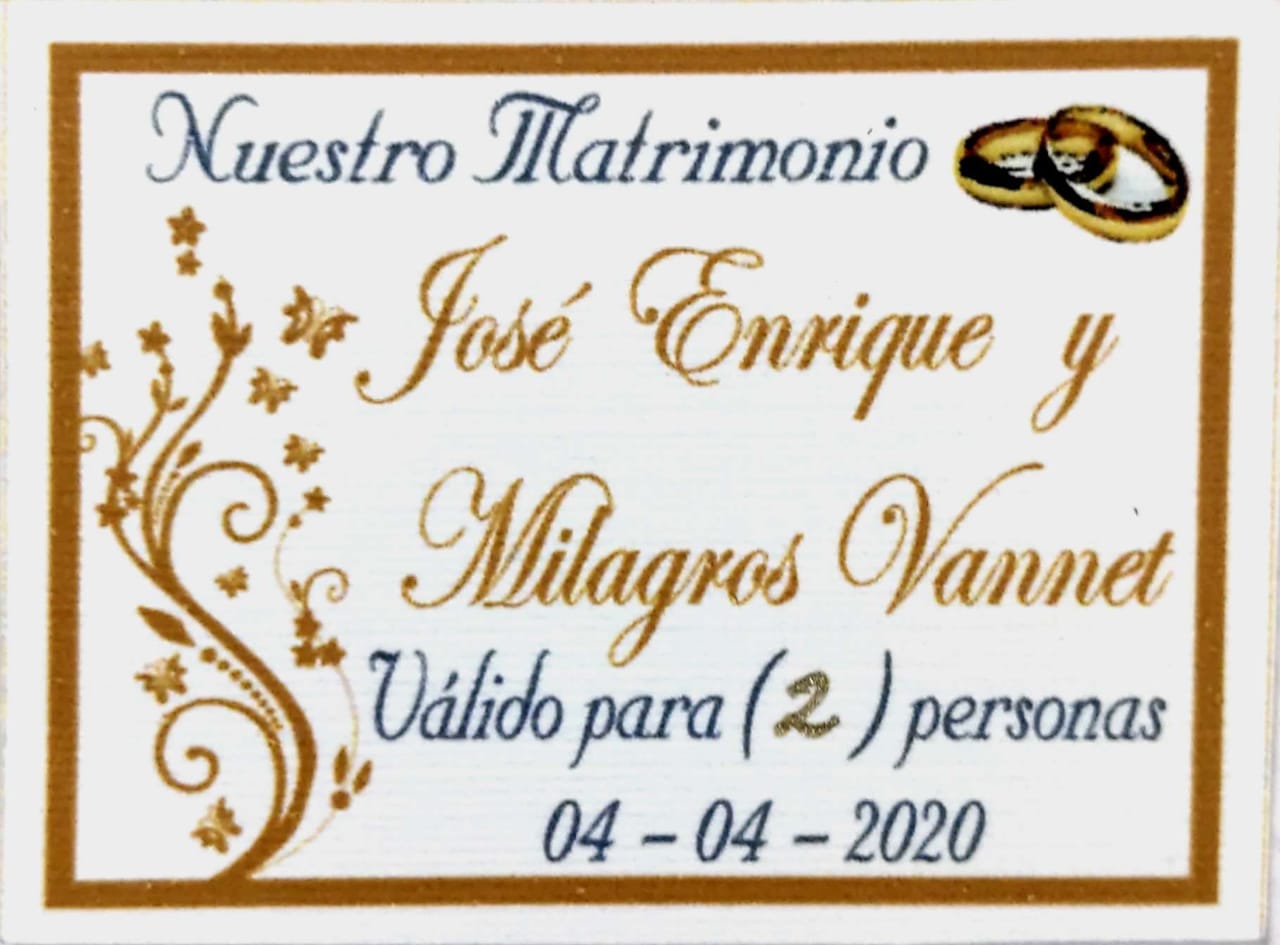 Nuestro Matrimonio
José Enrique y
Milagros Vannet
Válido para ( 2 ) personas
04 - 04 - 2020